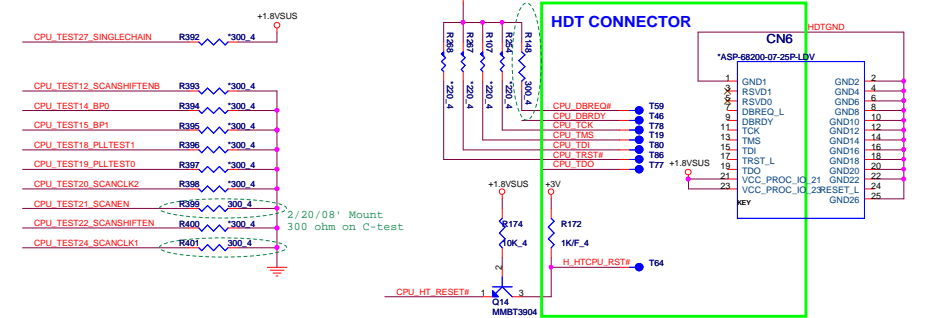 +1.8VSUS
CPU_TEST27_SINGLECHAIN R392 *300_4
CPU_TEST12_SCANSHIFTENB R393 *300_4
CPU_TEST14_BP0 R394 *300_4
CPU_TEST15_BP1 R395 *300_4
CPU_TEST18_PLLTEST1 R396 *300_4
CPU_TEST19_PLLTEST0 R397 *300_4
CPU_TEST20_SCANCLK2 R398 *300_4
CPU_TEST21_SCANEN R399 300_4
CPU_TEST22_SCANSHIFTEN R400 *300_4
CPU_TEST24_SCANCLK1 R401 300_4
2/20/08' Mount
300 ohm on C-test
R268 *220_4
R267 *220_4
R107 *220_4
R254 *220_4
R148 300_4
HDT CONNECTOR
CPU_DBREQ# T59
CPU_DBRDY T46
CPU_TCK T78
CPU_TMS T19
CPU_TDI T80
CPU_TRST# T86
CPU_TDO T77
+1.8VSUS
+3V
R174
10K_4
R172
1K/F_4
H_HTCPU_RST# T64
CPU_HT_RESET# 1 2 3
Q14
MMBT3904
HDTGND
CN6
*ASP-68200-07-25P-LDV
1 GND1 GND2 2
3 RSVD1 GND4 4
5 RSVD0 GND6 6
7 DBREQ_L GND8 8
9 DBRDY GND10 10
11 TCK GND12 12
13 TMS GND14 14
15 TDI GND16 16
17 TRST_L GND18 18
19 TDO GND20 20
+1.8VSUS
21 VCC_PROC_IO_21 GND22 22
23 VCC_PROC_IO_23 RESET_L 24
KEY GND26 25